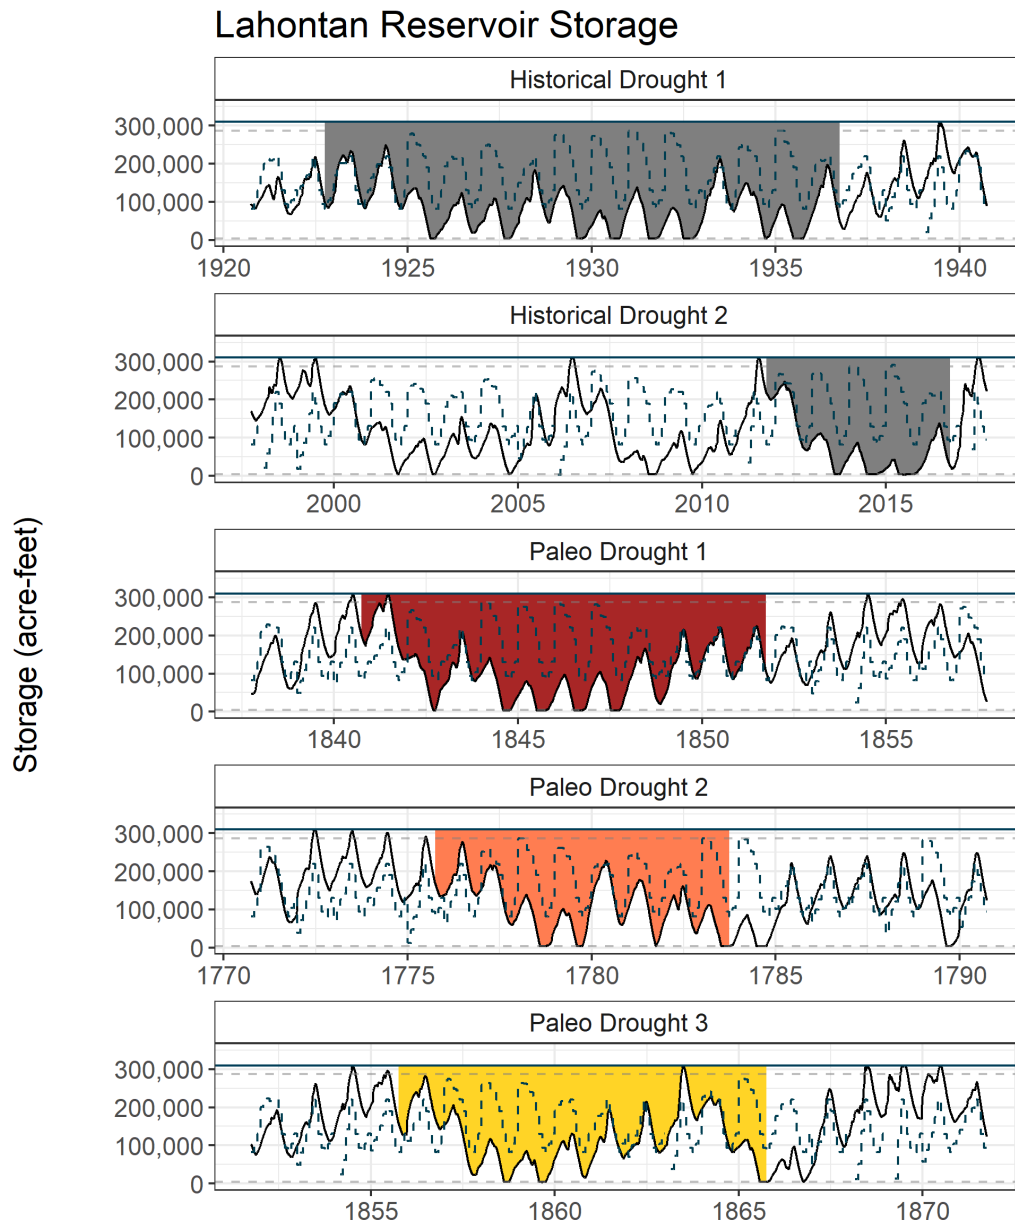 Lahontan Reservoir Storage
Storage (acre-feet)
Historical Drought 1
300,000
200,000
100,000
0
1920 1925 1930 1935 1940
Historical Drought 2
300,000
200,000
100,000
0
2000 2005 2010 2015
Paleo Drought 1
300,000
200,000
100,000
0
1840 1845 1850 1855
Paleo Drought 2
300,000
200,000
100,000
0
1770 1775 1780 1785 1790
Paleo Drought 3
300,000
200,000
100,000
0
1855 1860 1865 1870